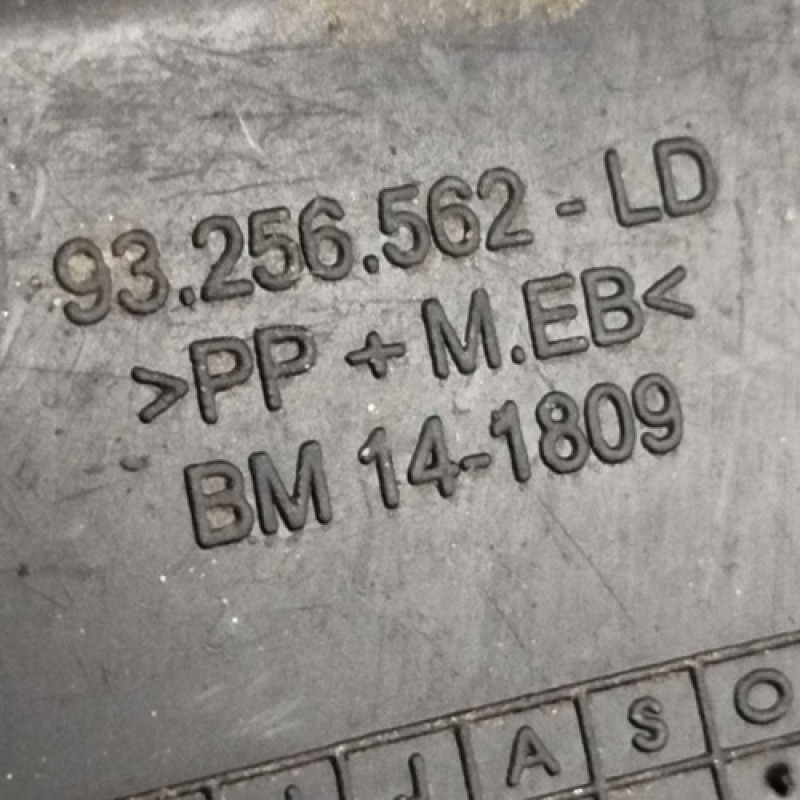 93.256.562 - LD
>PP + M.EB<
BM 14-1809
J J A S O